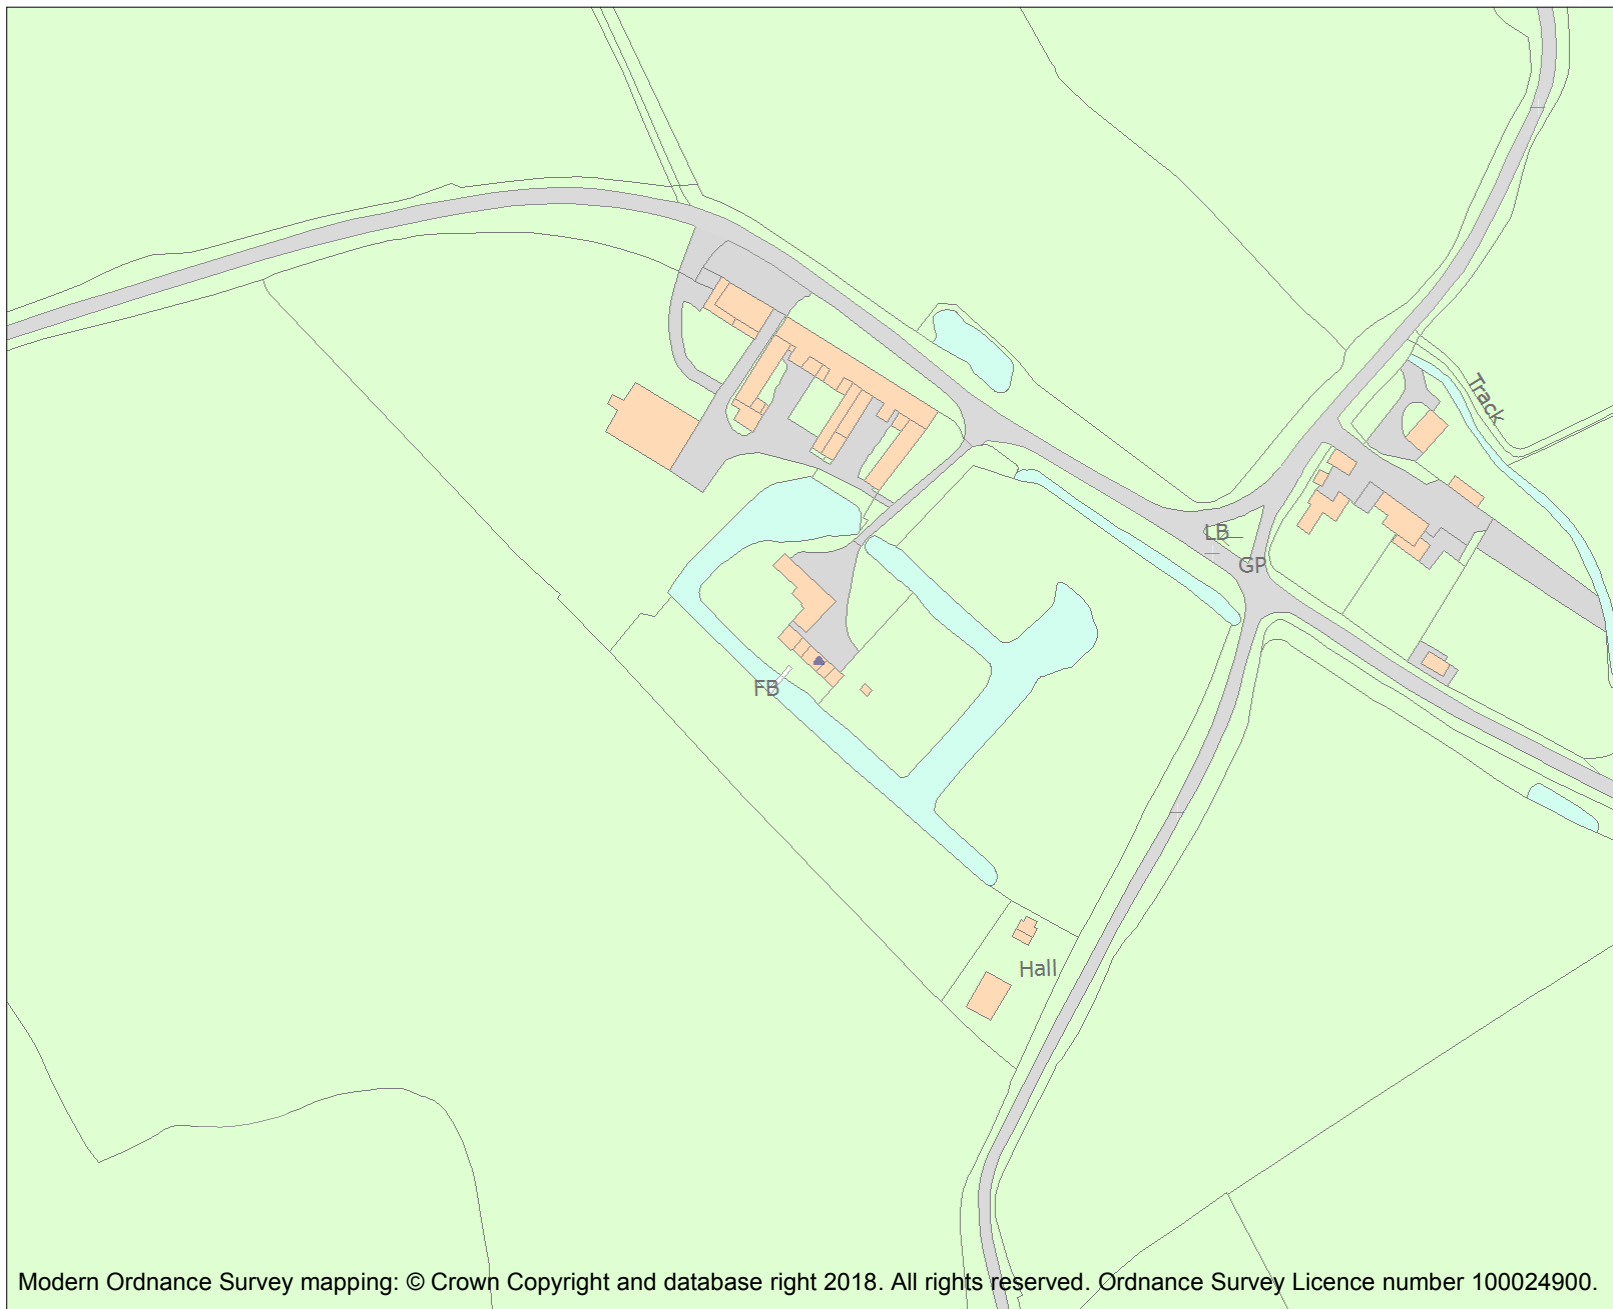 Track
LB
GP
FB
Hall
Modern Ordnance Survey mapping: © Crown Copyright and database right 2018. All rights reserved. Ordnance Survey Licence number 100024900.